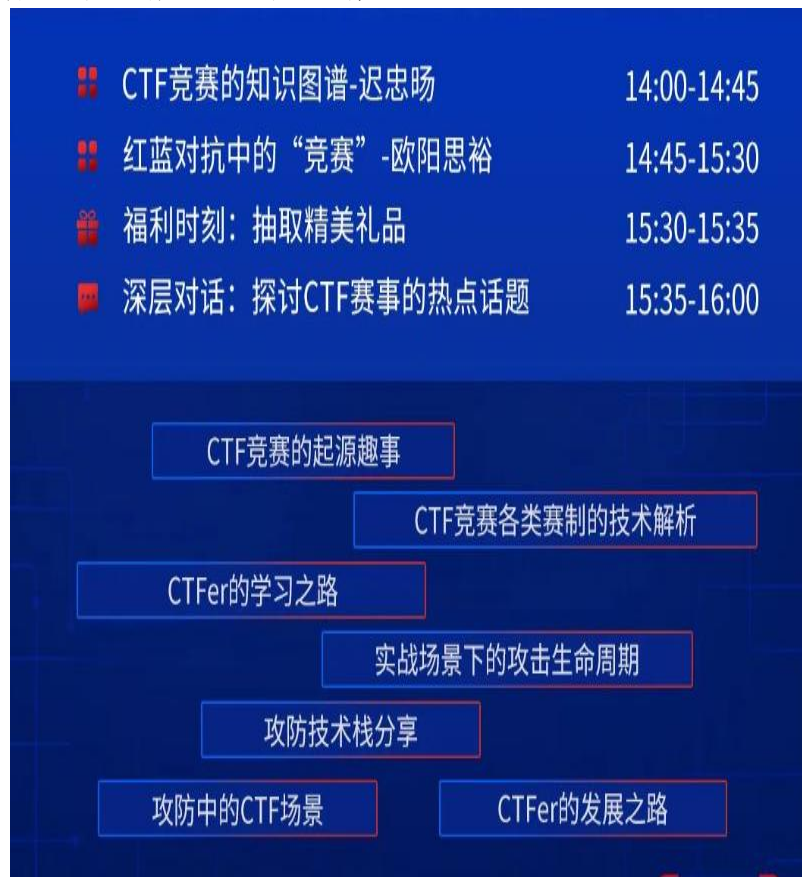 CTF竞赛的知识图谱-迟忠旸 14:00-14:45
红蓝对抗中的“竞赛”-欧阳思裕 14:45-15:30
福利时刻：抽取精美礼品 15:30-15:35
深层对话：探讨CTF赛事的热点话题 15:35-16:00
CTF竞赛的起源趣事
CTF竞赛各类赛制的技术解析
CTFer的学习之路
实战场景下的攻击生命周期
攻防技术栈分享
攻防中的CTF场景 CTFer的发展之路